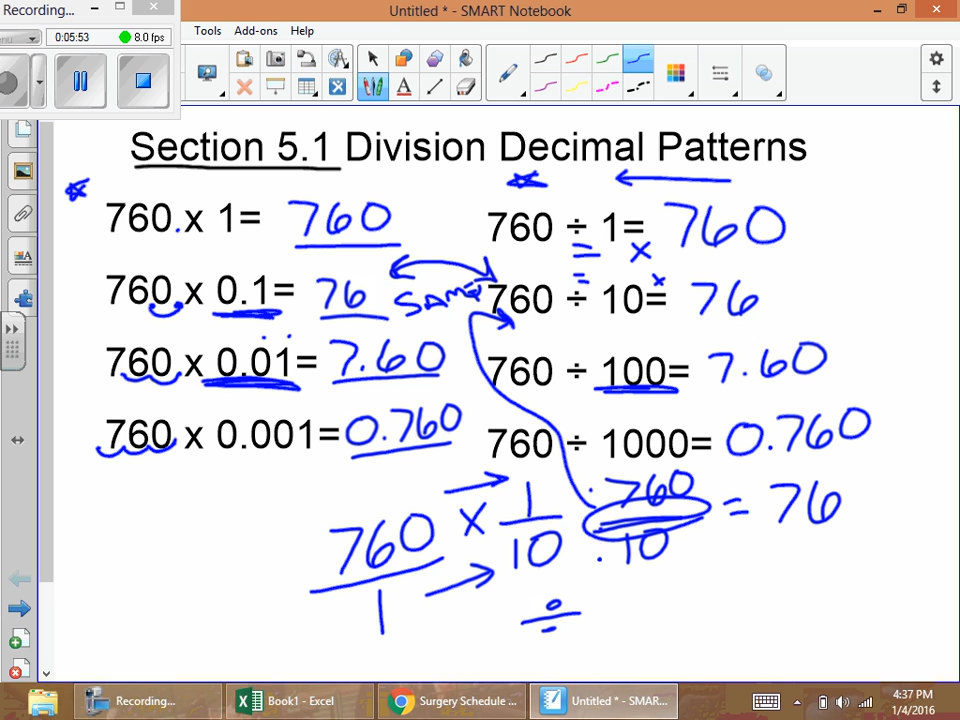 Recording...
Untitled * - SMART Notebook
0:05:53
8.0 fps
Tools Add-ons Help
Section 5.1 Division Decimal Patterns
760 . x 1= 760
760 ÷ 1= 760
= x
760 . x 0.1= 76
SAME
= x
760 ÷ 10= 76
760 x 0.01= 7.60
760 ÷ 100= 7.60
760 x 0.001= 0.760
760 ÷ 1000= 0.760
760/1 x 1/10 760/10 = 76
÷
Recording...
Book1 - Excel
Surgery Schedule ...
Untitled * - SMAR...
4:37 PM
1/4/2016